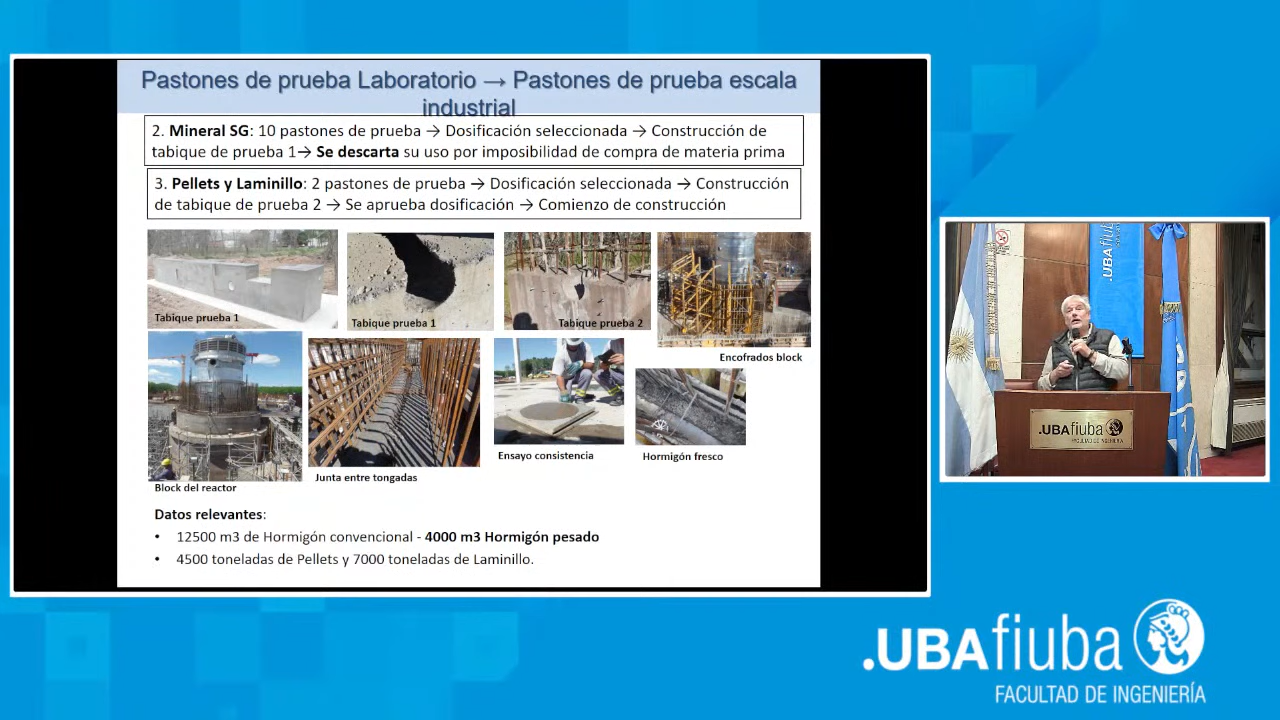 Pastones de prueba Laboratorio → Pastones de prueba escala
industrial
2. Mineral SG: 10 pastones de prueba → Dosificación seleccionada → Construcción de
tabique de prueba 1→ Se descarta su uso por imposibilidad de compra de materia prima
3. Pellets y Laminillo: 2 pastones de prueba → Dosificación seleccionada → Construcción
de tabique de prueba 2 → Se aprueba dosificación → Comienzo de construcción
Tabique prueba 1
Tabique prueba 1
Tabique prueba 2
Encofrados block
Block del reactor
Junta entre tongadas
Ensayo consistencia
Hormigón fresco
Datos relevantes:
• 12500 m3 de Hormigón convencional - 4000 m3 Hormigón pesado
• 4500 toneladas de Pellets y 7000 toneladas de Laminillo.
.UBAfiu
.UBAfiuba
FACULTAD DE INGENIERÍA
.UBAfiuba
FACULTAD DE INGENIERÍA